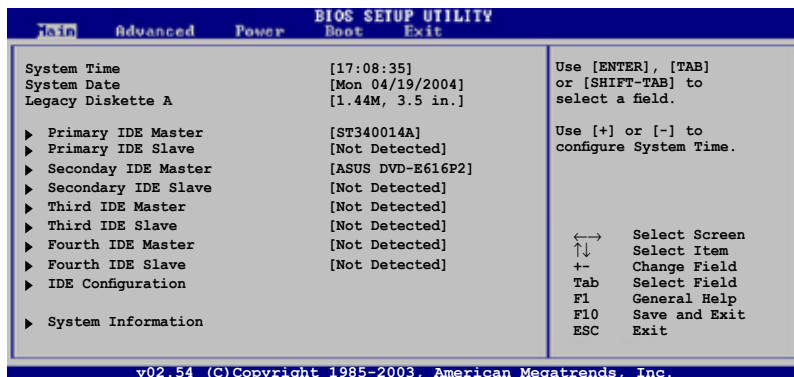 BIOS SETUP UTILITY
Main Advanced Power Boot Exit
System Time [17:08:35]
System Date [Mon 04/19/2004]
Legacy Diskette A [1.44M, 3.5 in.]
Primary IDE Master [ST340014A]
Primary IDE Slave [Not Detected]
Seconday IDE Master [ASUS DVD-E616P2]
Secondary IDE Slave [Not Detected]
Third IDE Master [Not Detected]
Third IDE Slave [Not Detected]
Fourth IDE Master [Not Detected]
Fourth IDE Slave [Not Detected]
IDE Configuration
System Information
Use [ENTER], [TAB]
or [SHIFT-TAB] to
select a field.
Use [+] or [-] to
configure System Time.
←→ Select Screen
↑↓ Select Item
+- Change Field
Tab Select Field
F1 General Help
F10 Save and Exit
ESC Exit
v02.54 (C)Copyright 1985-2003, American Megatrends, Inc.